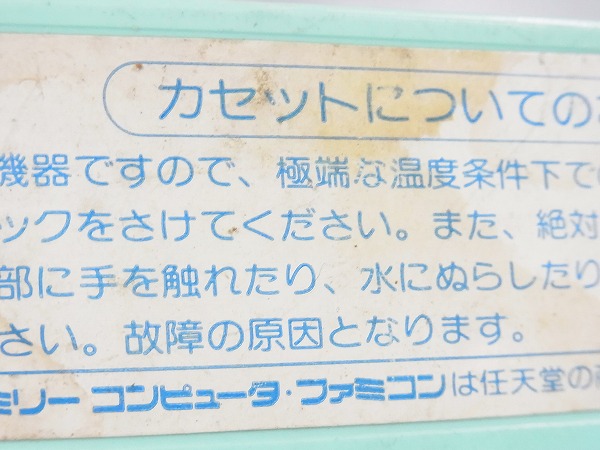 カセットについての
機器ですので、極端な温度条件下で
ックをさけてください。また、絶対
部に手を触れたり、水にぬらしたり
さい。故障の原因となります。
ミリー コンピュータ・ファミコンは任天堂の